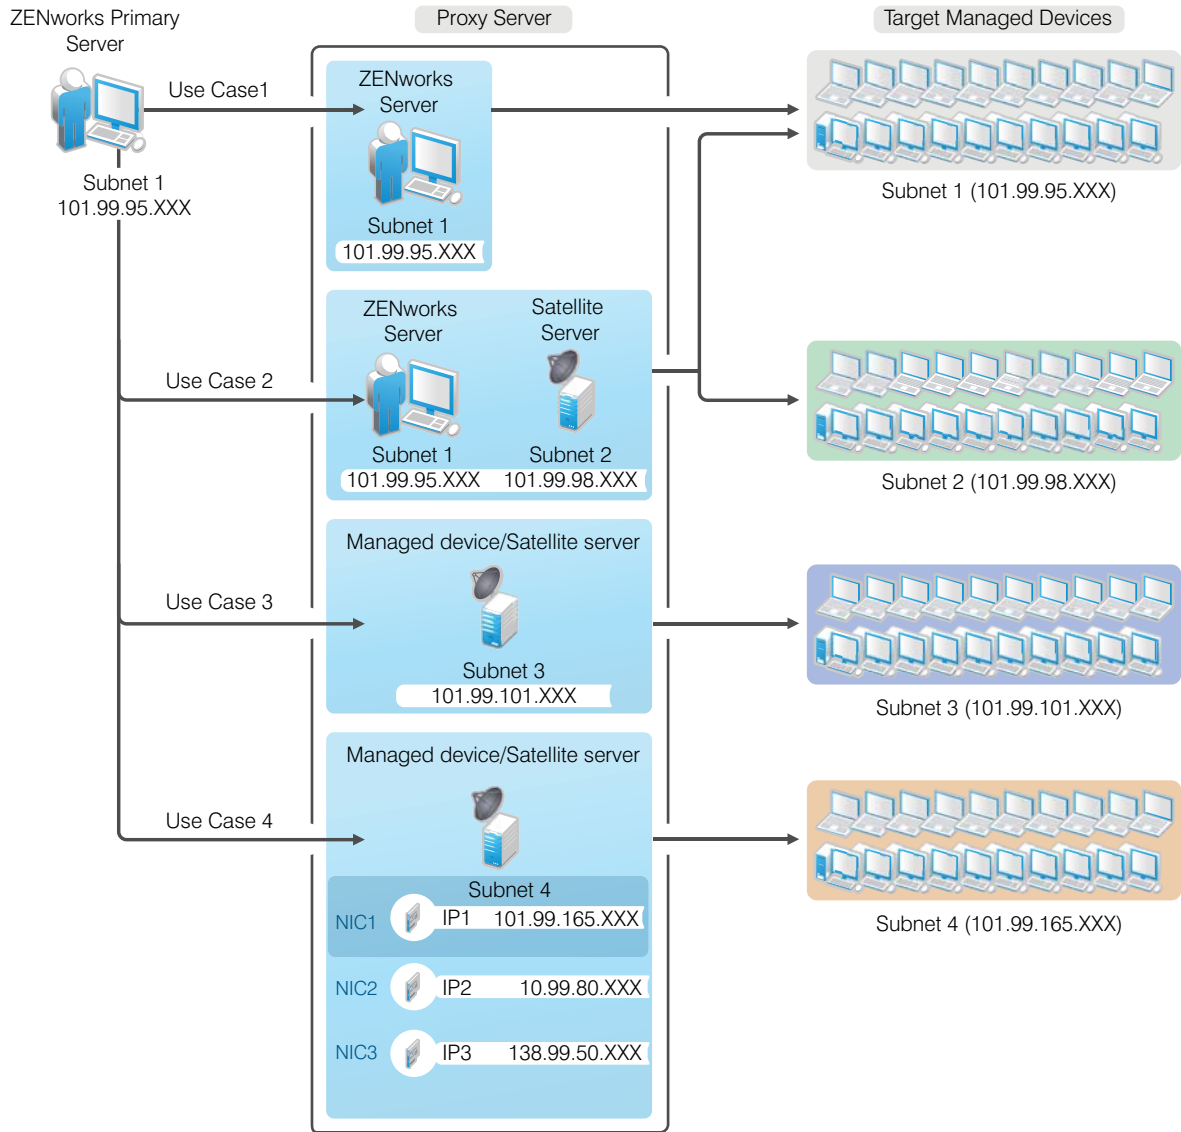 ZENworks Primary
Server
Proxy Server
Target Managed Devices
Use Case1
Subnet 1
101.99.95.XXX
ZENworks
Server
Subnet 1
101.99.95.XXX
Subnet 1 (101.99.95.XXX)
Use Case 2
ZENworks
Server
Subnet 1
101.99.95.XXX
Satellite
Server
Subnet 2
101.99.98.XXX
Subnet 2 (101.99.98.XXX)
Use Case 3
Managed device/Satellite server
Subnet 3
101.99.101.XXX
Subnet 3 (101.99.101.XXX)
Use Case 4
Managed device/Satellite server
Subnet 4
NIC1 IP1 101.99.165.XXX
NIC2 IP2 10.99.80.XXX
NIC3 IP3 138.99.50.XXX
Subnet 4 (101.99.165.XXX)